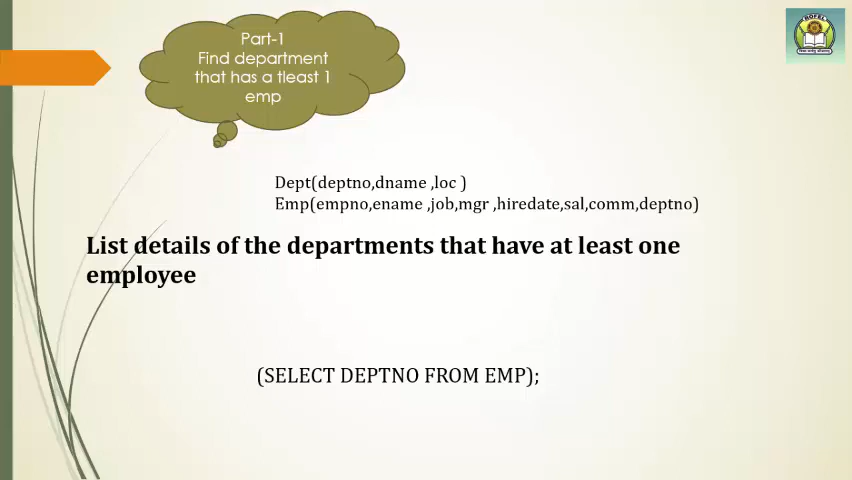 Part-1
Find department
that has a tleast 1
emp
Dept(deptno,dname ,loc )
Emp(empno,ename ,job,mgr ,hiredate,sal,comm,deptno)
List details of the departments that have at least one
employee
(SELECT DEPTNO FROM EMP);